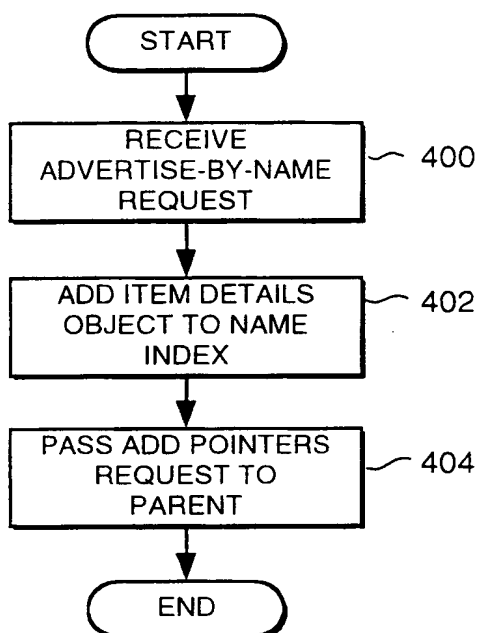 START
RECEIVE
ADVERTISE-BY-NAME
REQUEST
400
ADD ITEM DETAILS
OBJECT TO NAME
INDEX
402
PASS ADD POINTERS
REQUEST TO
PARENT
404
END